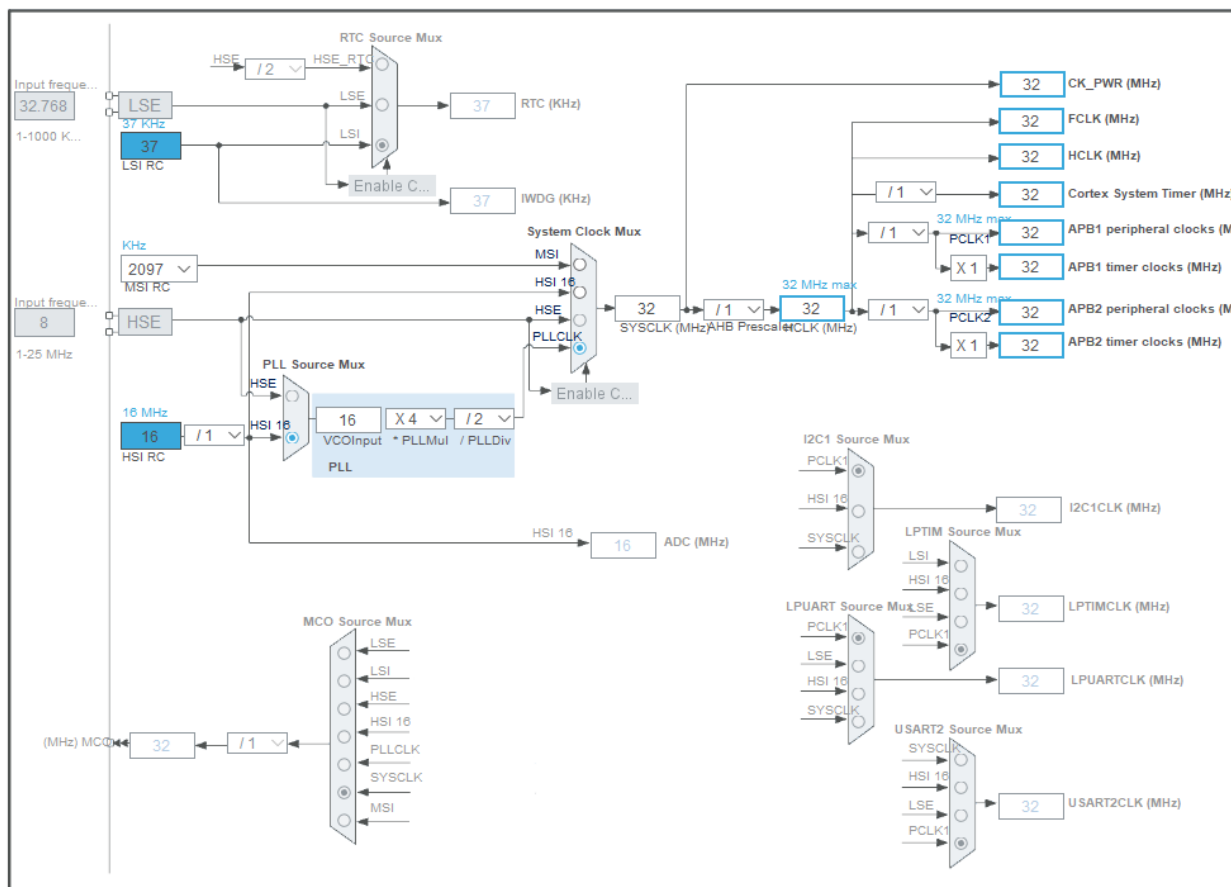 RTC Source Mux
HSE
/ 2
HSE_RTC
Input freque...
32.768
1-1000 K...
LSE
LSE
37
RTC (KHz)
37 KHz
37
LSI RC
LSI
Enable C...
37
IWDG (KHz)
System Clock Mux
KHz
2097
MSI RC
MSI
HSI 16
Input freque...
8
1-25 MHz
HSE
HSE
PLLCLK
32
SYSCLK (MHz)
/ 1
AHB Prescaler
32 MHz max
32
HCLK (MHz)
Enable C...
32
CK_PWR (MHz)
32
FCLK (MHz)
32
HCLK (MHz)
/ 1
32
Cortex System Timer (MHz)
/ 1
32 MHz max
PCLK1
32
APB1 peripheral clocks (M
X 1
32
APB1 timer clocks (MHz)
/ 1
32 MHz max
PCLK2
32
APB2 peripheral clocks (M
X 1
32
APB2 timer clocks (MHz)
PLL Source Mux
HSE
16 MHz
16
HSI RC
/ 1
HSI 16
16
VCOInput
X 4
* PLLMul
/ 2
/ PLLDiv
PLL
HSI 16
16
ADC (MHz)
I2C1 Source Mux
PCLK1
HSI 16
SYSCLK
32
I2C1CLK (MHz)
LPTIM Source Mux
LSI
HSI 16
LSE
PCLK1
32
LPTIMCLK (MHz)
LPUART Source Mux
PCLK1
LSE
HSI 16
SYSCLK
32
LPUARTCLK (MHz)
USART2 Source Mux
SYSCLK
HSI 16
LSE
PCLK1
32
USART2CLK (MHz)
MCO Source Mux
LSE
LSI
HSE
HSI 16
PLLCLK
SYSCLK
MSI
(MHz) MCO
32
/ 1